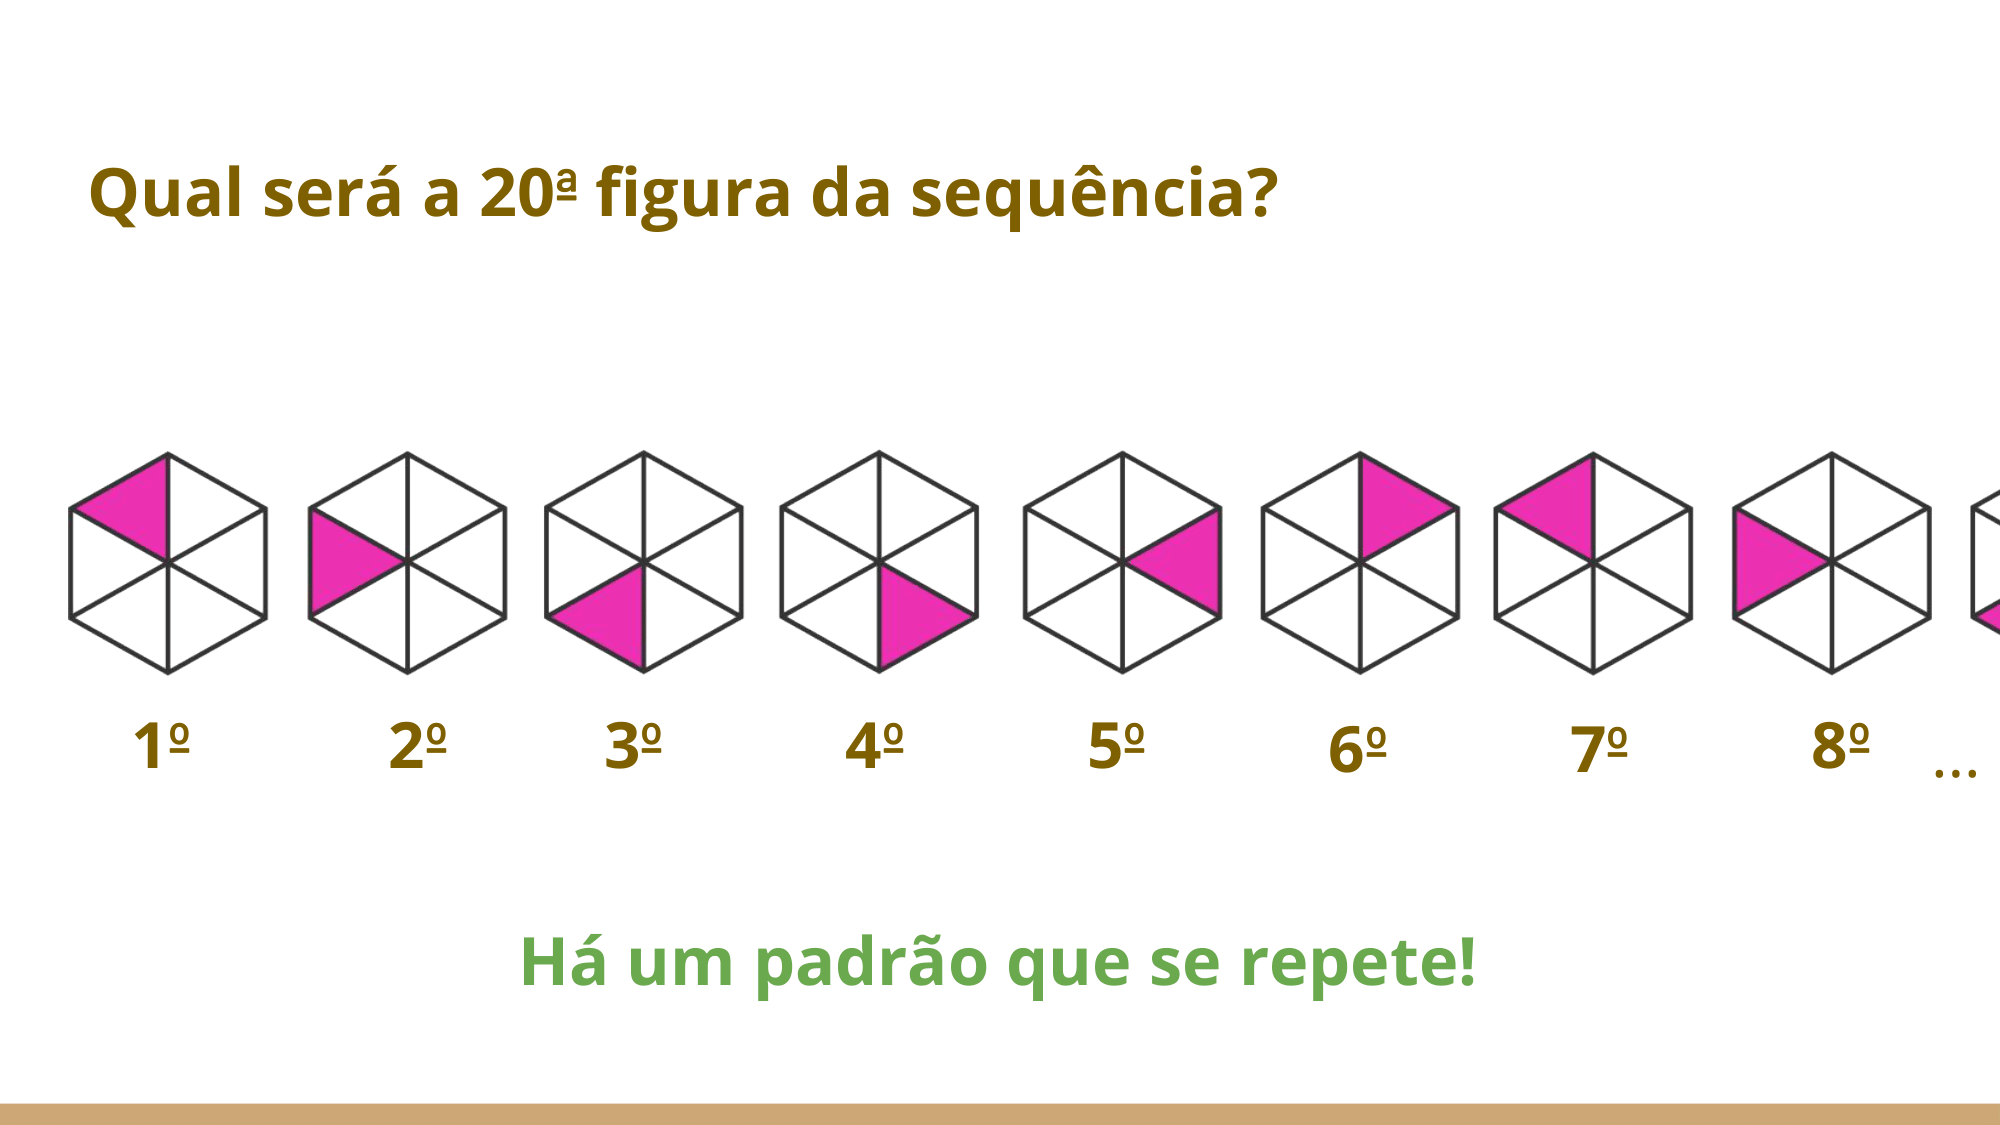 Qual será a 20ª figura da sequência?
1º 2º 3º 4º 5º 6º 7º 8º ...
Há um padrão que se repete!